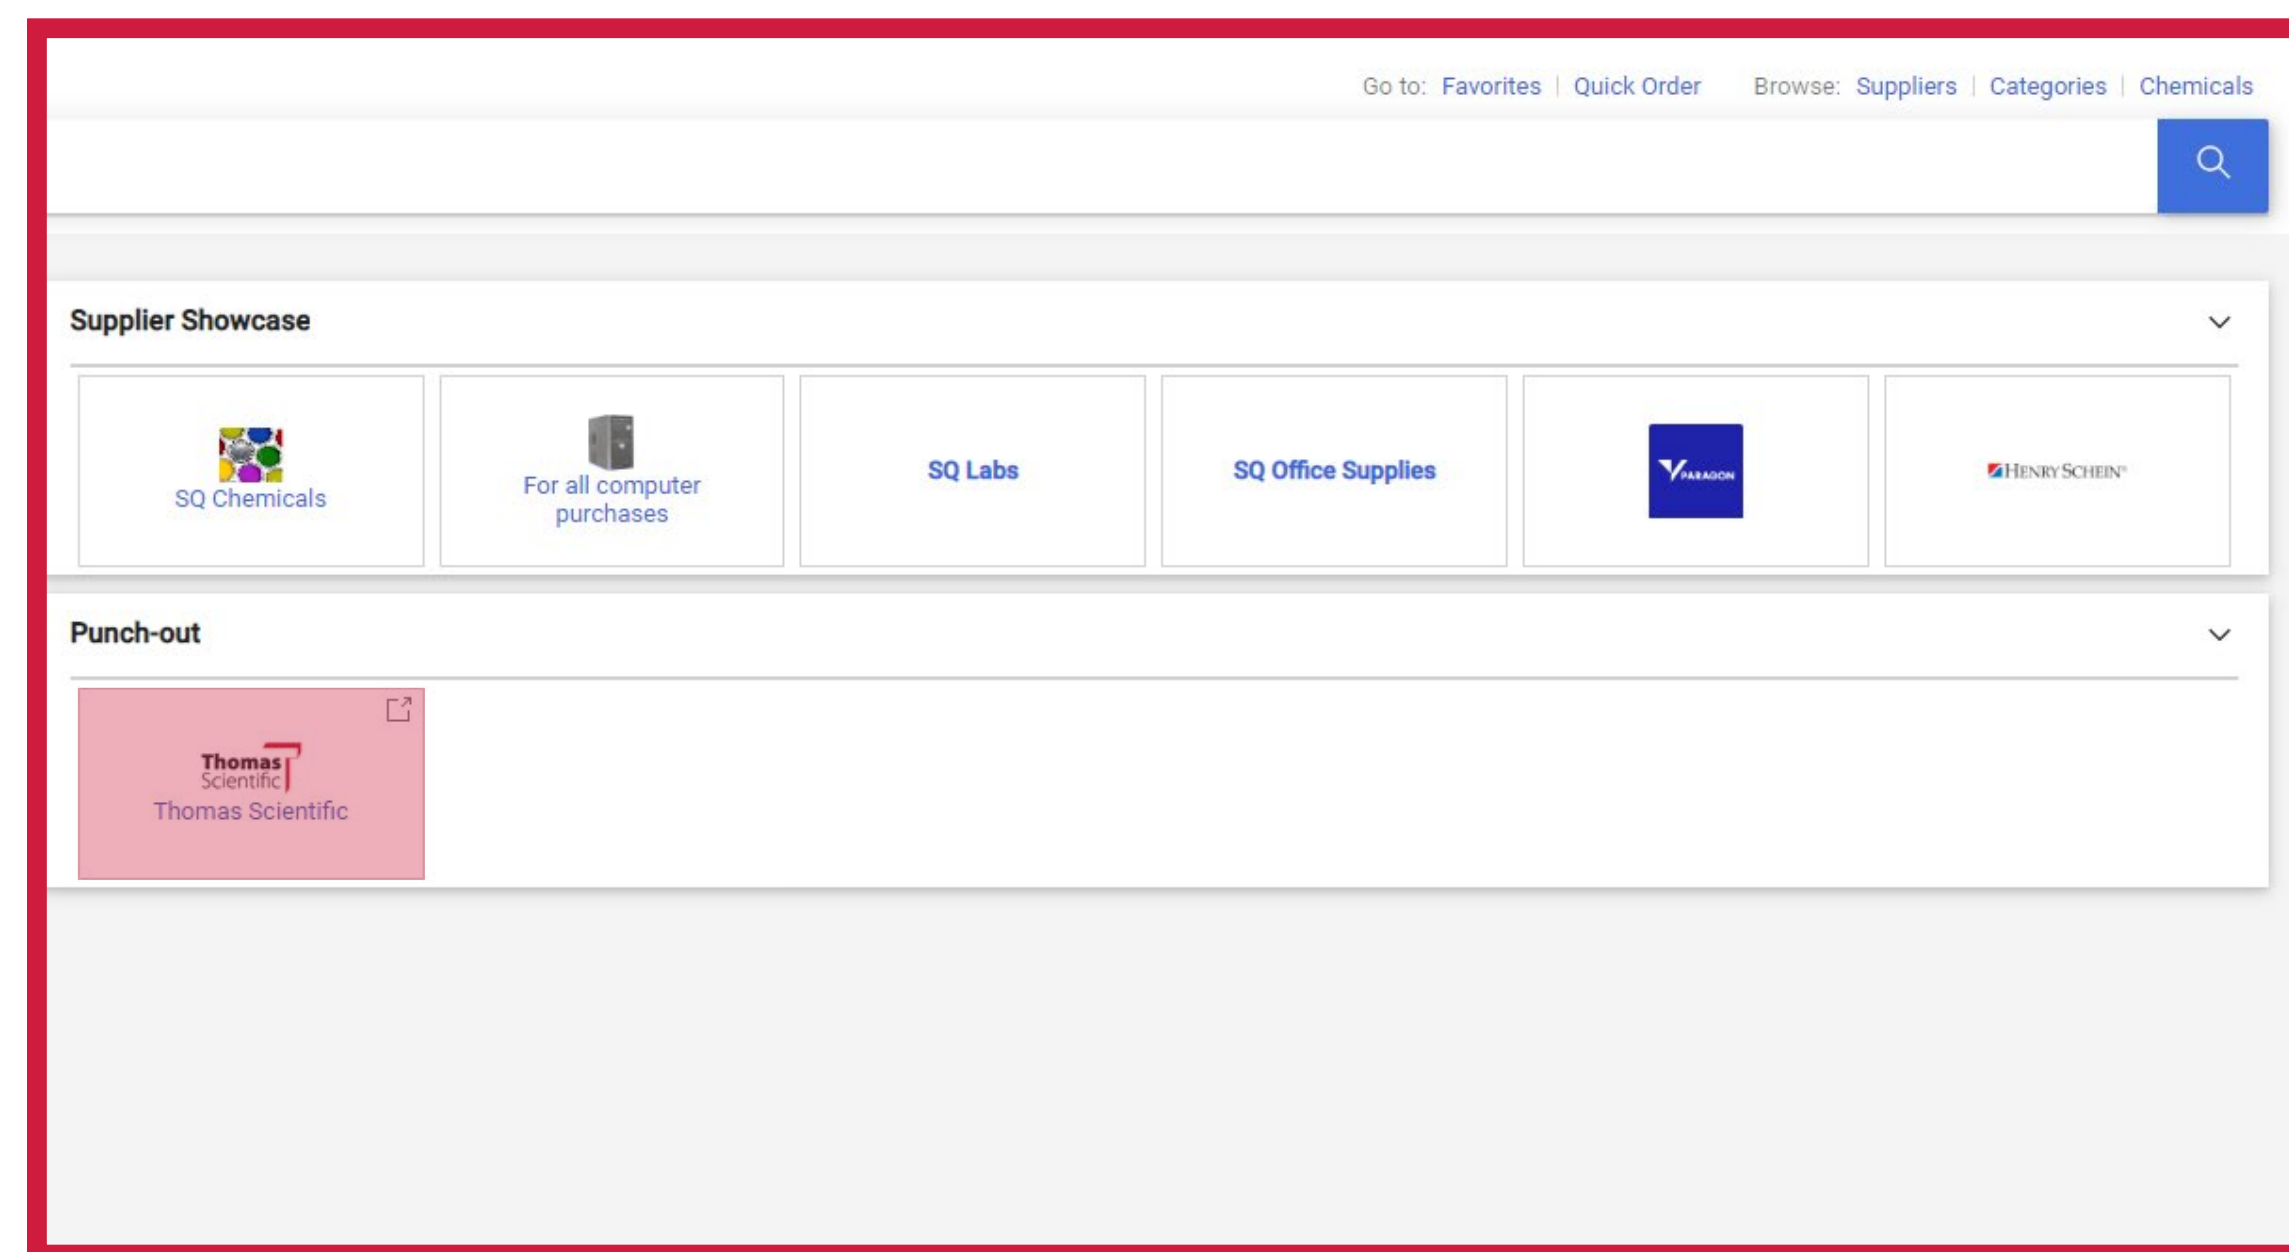 Go to: Favorites | Quick Order Browse: Suppliers | Categories | Chemicals
Supplier Showcase
SQ Chemicals
For all computer
purchases
SQ Labs
SQ Office Supplies
PARAGON
HENRY SCHEIN®
Punch-out
Thomas
Scientific
Thomas Scientific